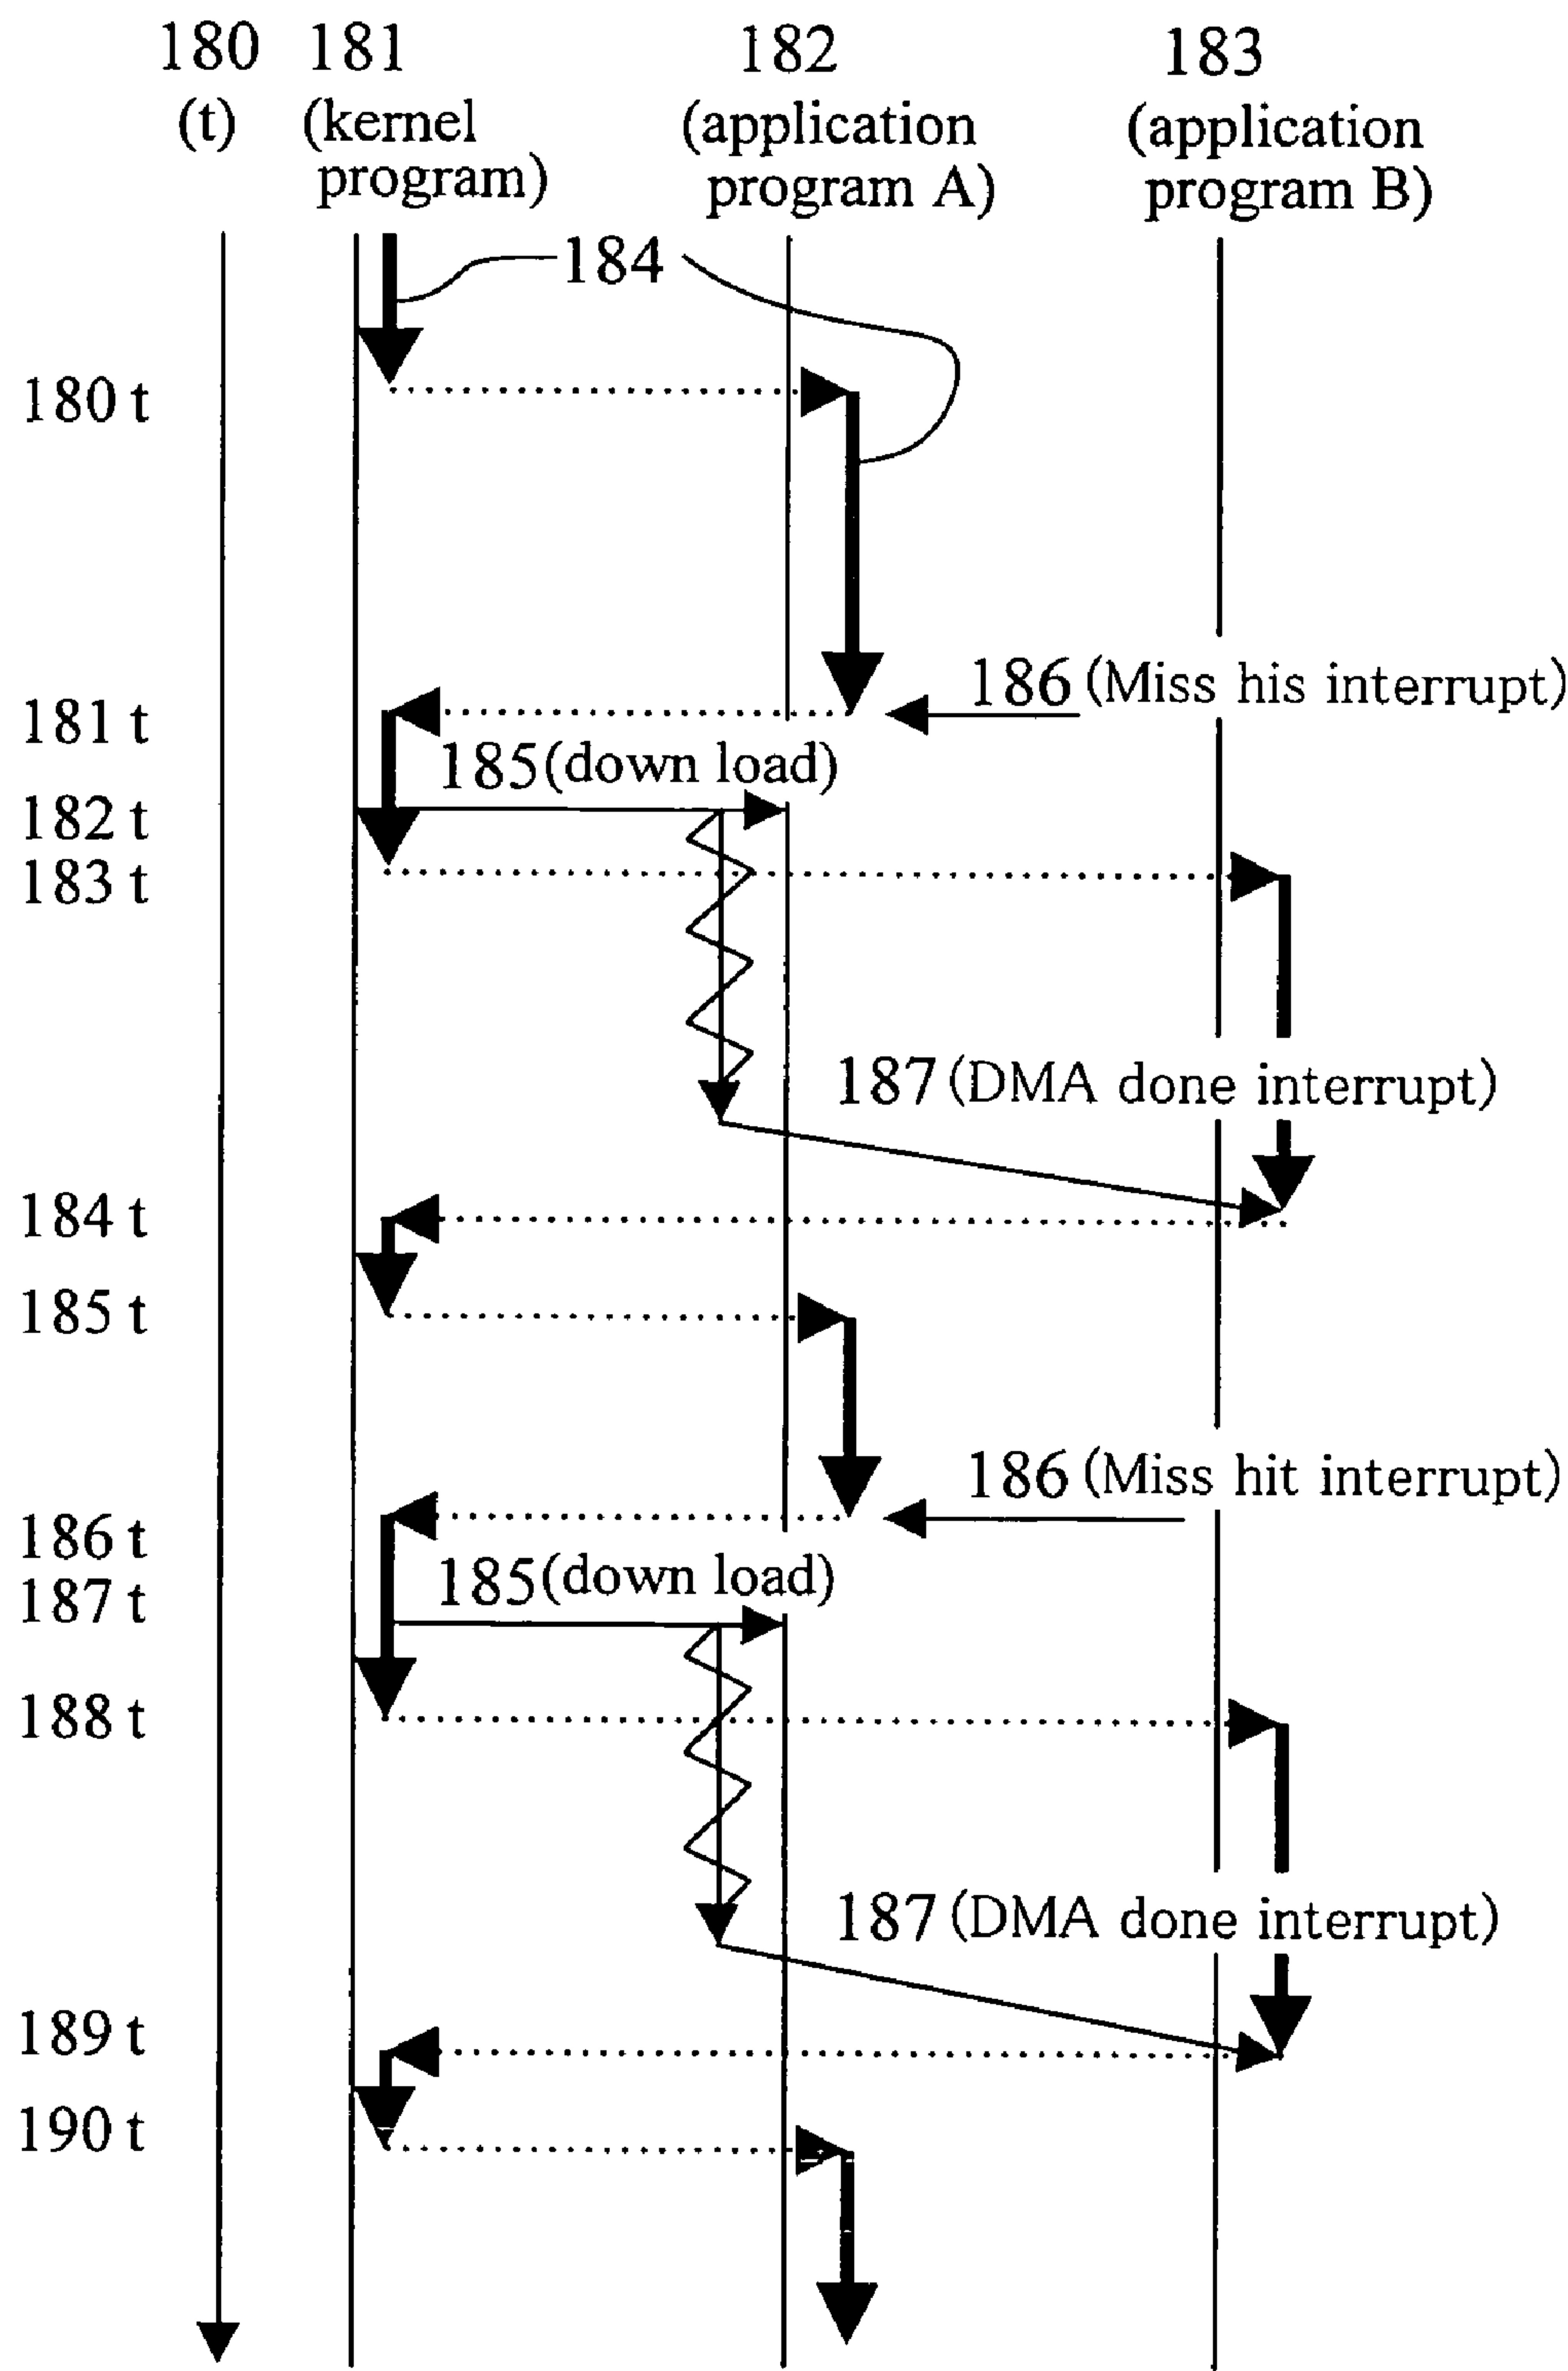 180 181 182 183
(t) (kernel program) (application program A) (application program B)
184
180 t
186 (Miss his interrupt)
181 t
185 (down load)
182 t
183 t
187 (DMA done interrupt)
184 t
185 t
186 (Miss hit interrupt)
186 t
185 (down load)
187 t
188 t
187 (DMA done interrupt)
189 t
190 t